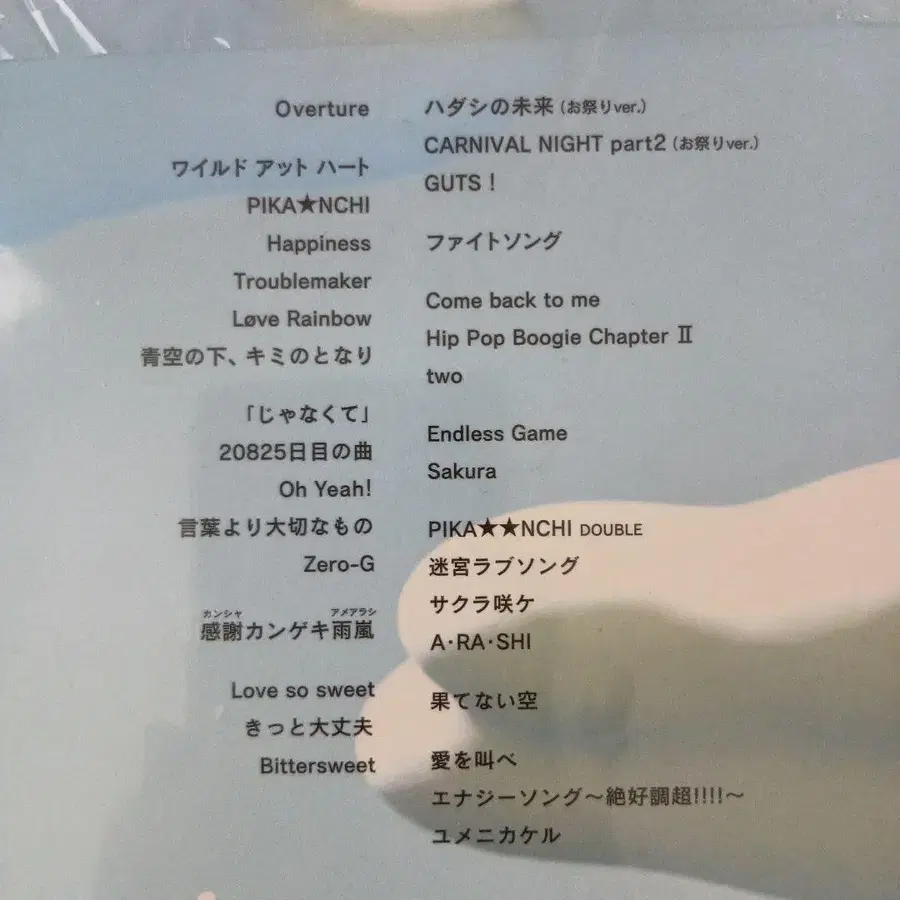 Overture
ワイルド アット ハート
PIKA★NCHI
Happiness
Troublemaker
Løve Rainbow
青空の下、キミのとなり
「じゃなくて」
20825日目の曲
Oh Yeah!
言葉より大切なもの
Zero-G
カンシャ アメアラシ
感謝カンゲキ雨嵐
Love so sweet
きっと大丈夫
Bittersweet
ハダシの未来（お祭りver.）
CARNIVAL NIGHT part2（お祭りver.）
GUTS！
ファイトソング
Come back to me
Hip Pop Boogie Chapter Ⅱ
two
Endless Game
Sakura
PIKA★★NCHI DOUBLE
迷宮ラブソング
サクラ咲ケ
A・RA・SHI
果てない空
愛を叫べ
エナジーソング〜絶好調超!!!!〜
ユメニカケル